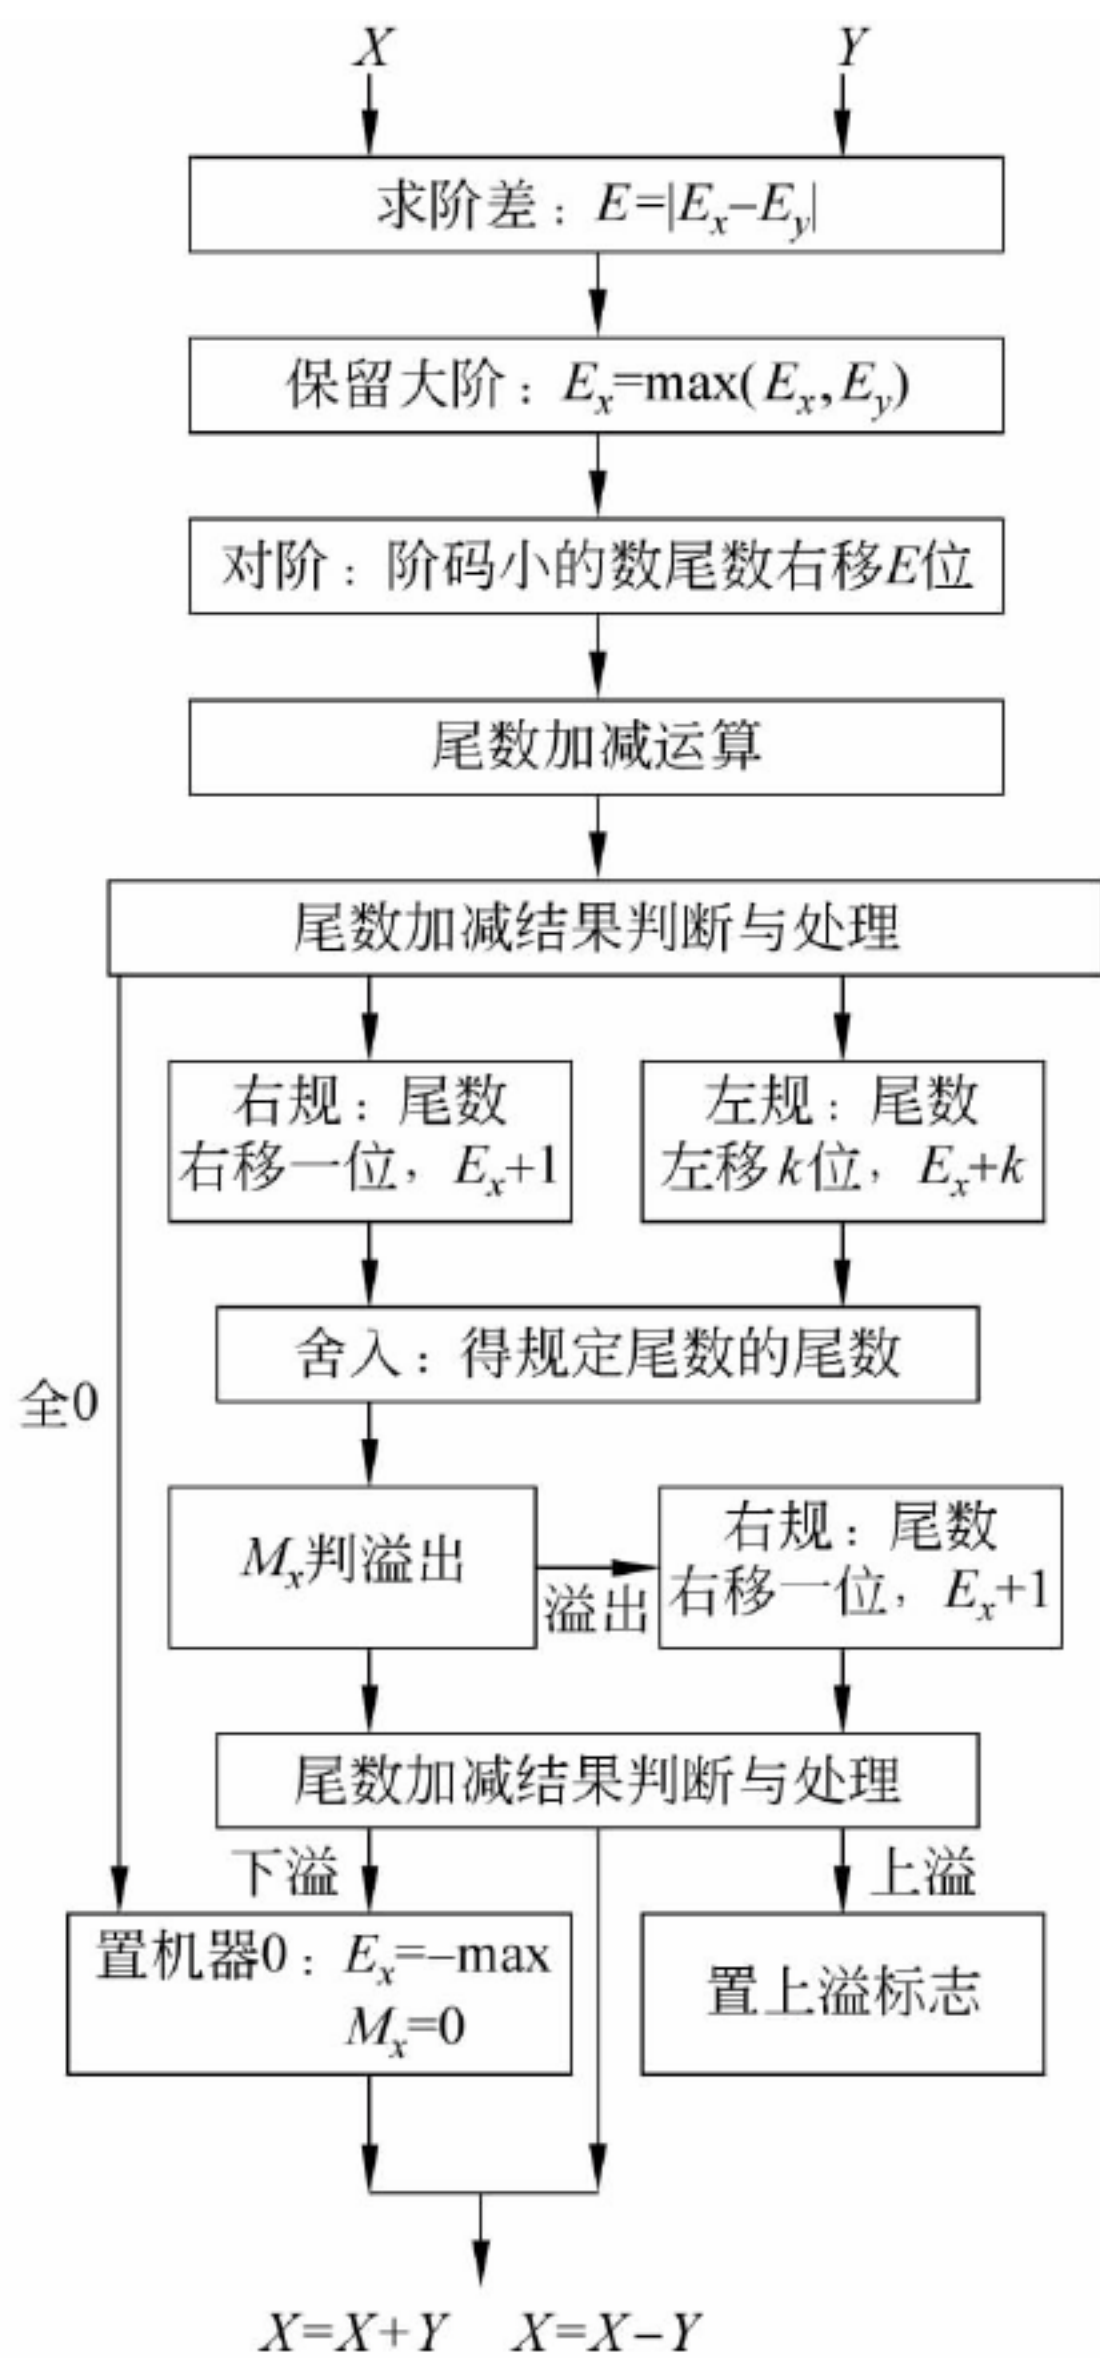 X
Y
求阶差：E=|Ex−Ey|
保留大阶：Ex=max(Ex,Ey)
对阶：阶码小的数尾数右移E位
尾数加减运算
尾数加减结果判断与处理
右规：尾数
右移一位，Ex+1
左规：尾数
左移k位，Ex+k
舍入：得规定尾数的尾数
全0
Mx判溢出
溢出
右规：尾数
右移一位，Ex+1
尾数加减结果判断与处理
下溢
上溢
置机器0：Ex=−max
Mx=0
置上溢标志
X=X+Y X=X−Y